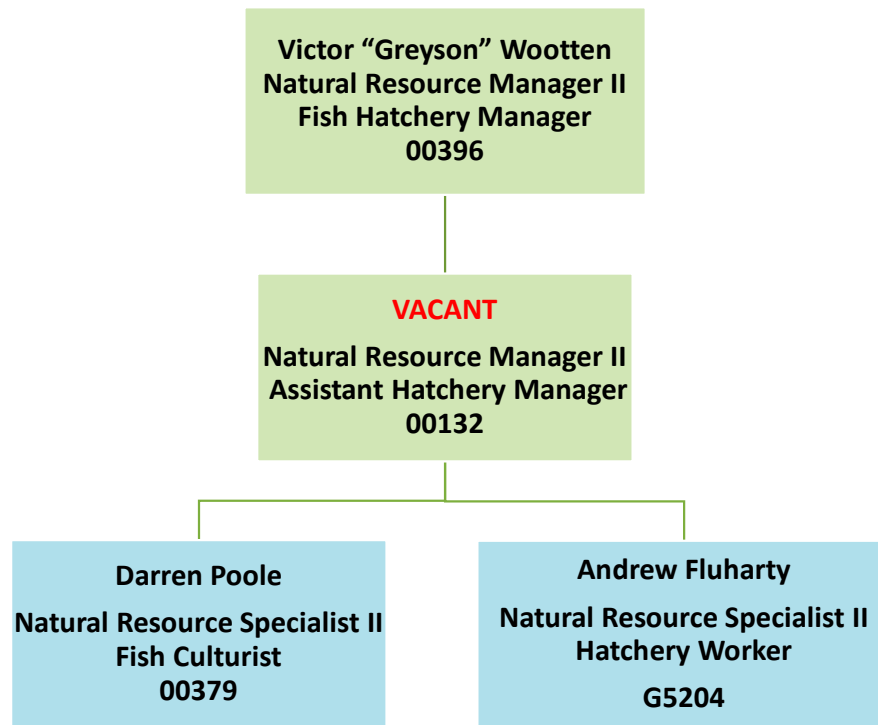 Victor “Greyson” Wootten
Natural Resource Manager II
Fish Hatchery Manager
00396
VACANT
Natural Resource Manager II
Assistant Hatchery Manager
00132
Darren Poole
Natural Resource Specialist II
Fish Culturist
00379
Andrew Fluharty
Natural Resource Specialist II
Hatchery Worker
G5204